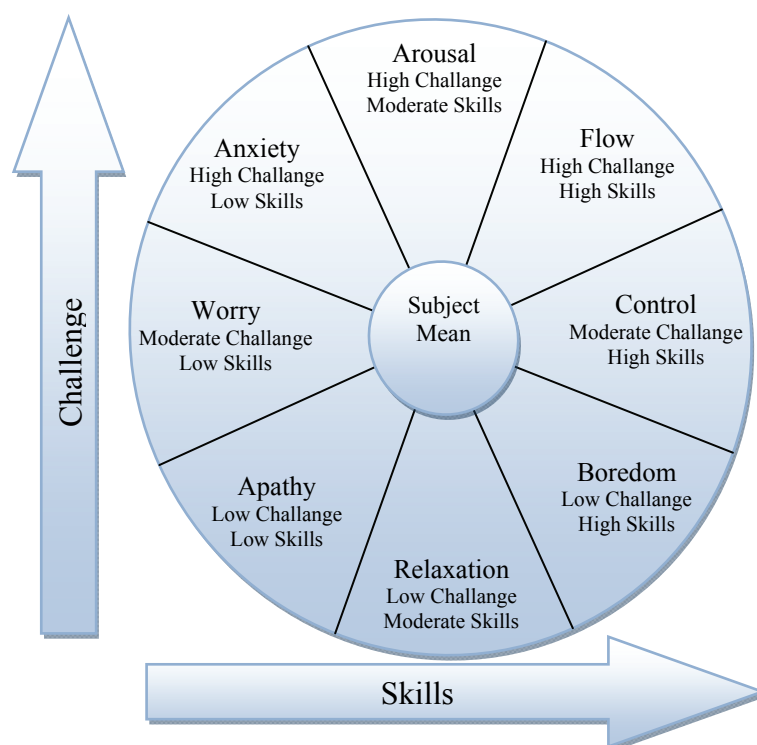 Arousal
High Challange
Moderate Skills
Flow
High Challange
High Skills
Anxiety
High Challange
Low Skills
Subject
Mean
Control
Moderate Challange
High Skills
Worry
Moderate Challange
Low Skills
Challenge
Boredom
Low Challange
High Skills
Apathy
Low Challange
Low Skills
Relaxation
Low Challange
Moderate Skills
Skills